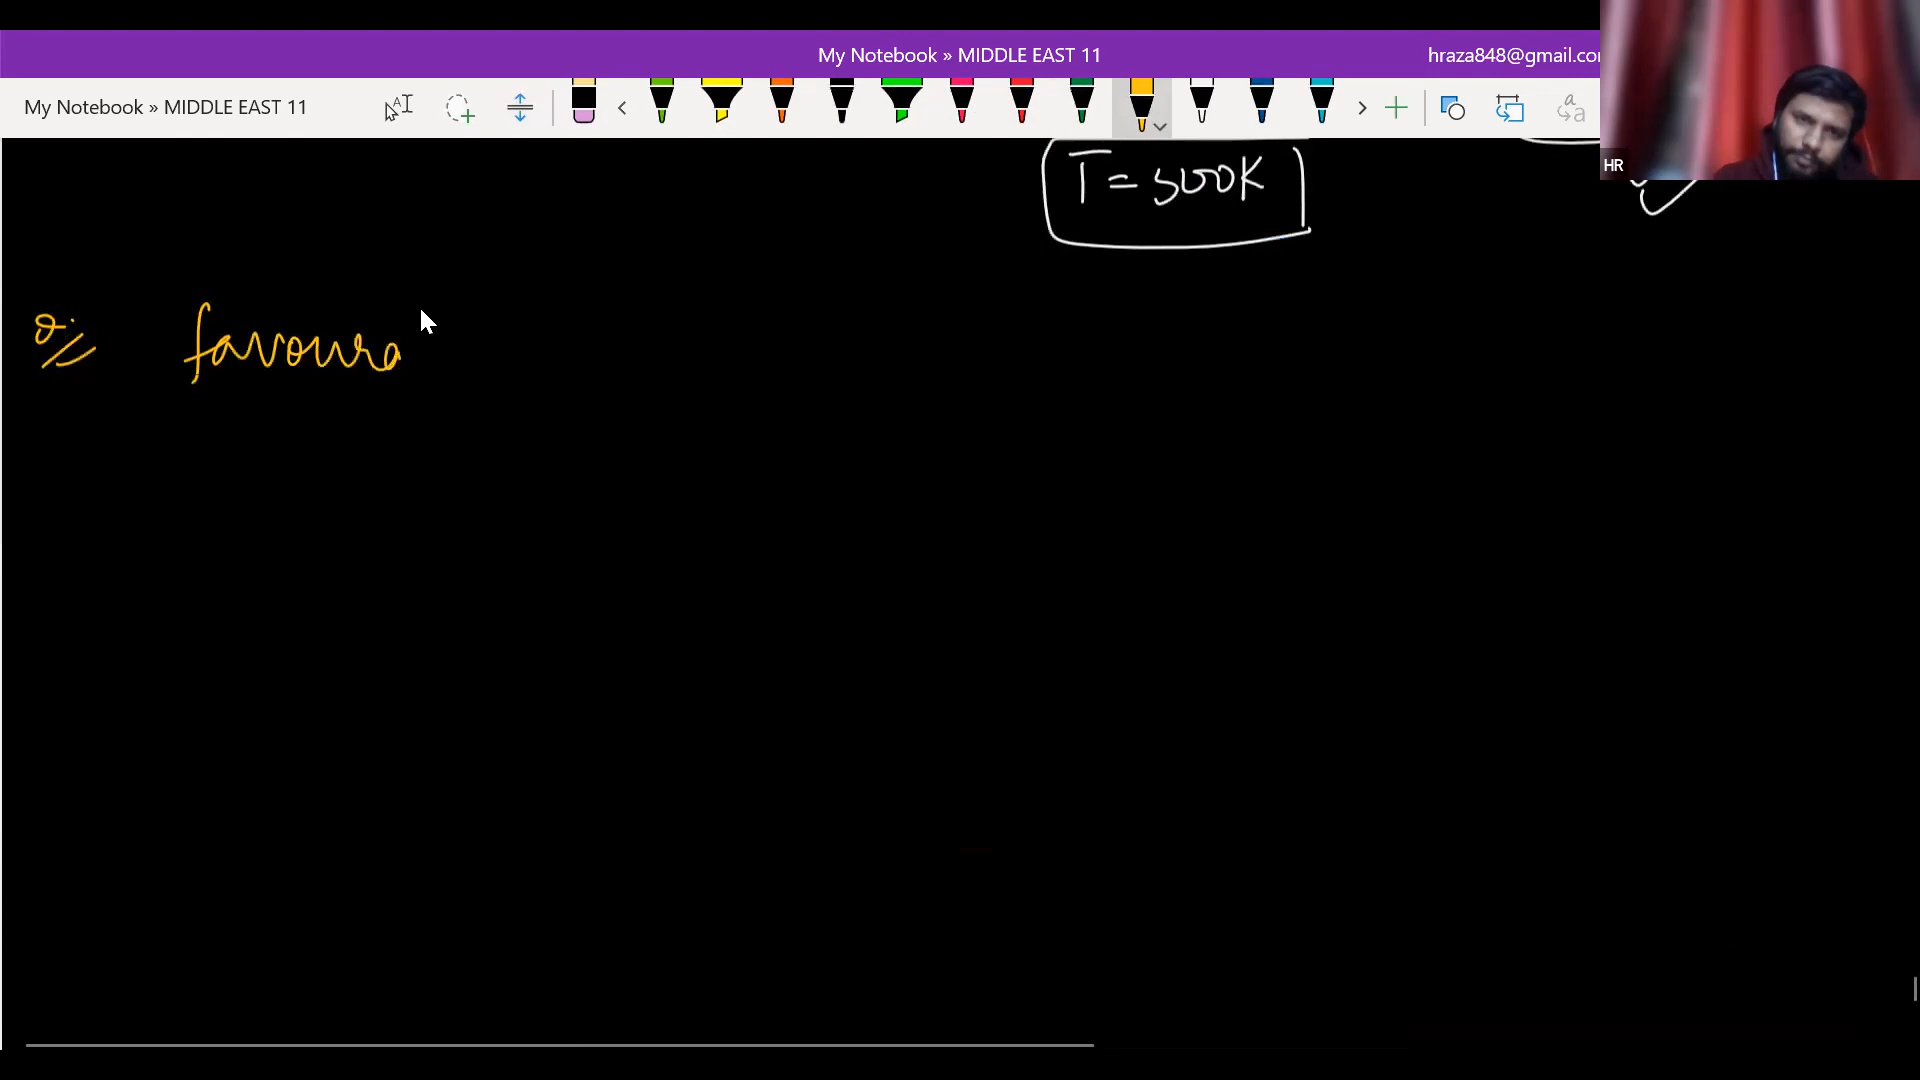 My Notebook » MIDDLE EAST 11
hraza848@gmail.co
My Notebook » MIDDLE EAST 11
HR
T = 500K
Q. favoura